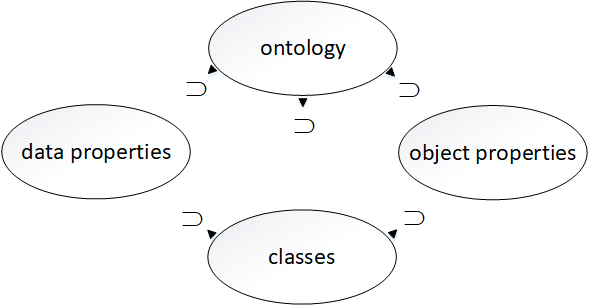 ontology
⊃ ⊃
⊃
data properties object properties
⊃ ⊃
classes